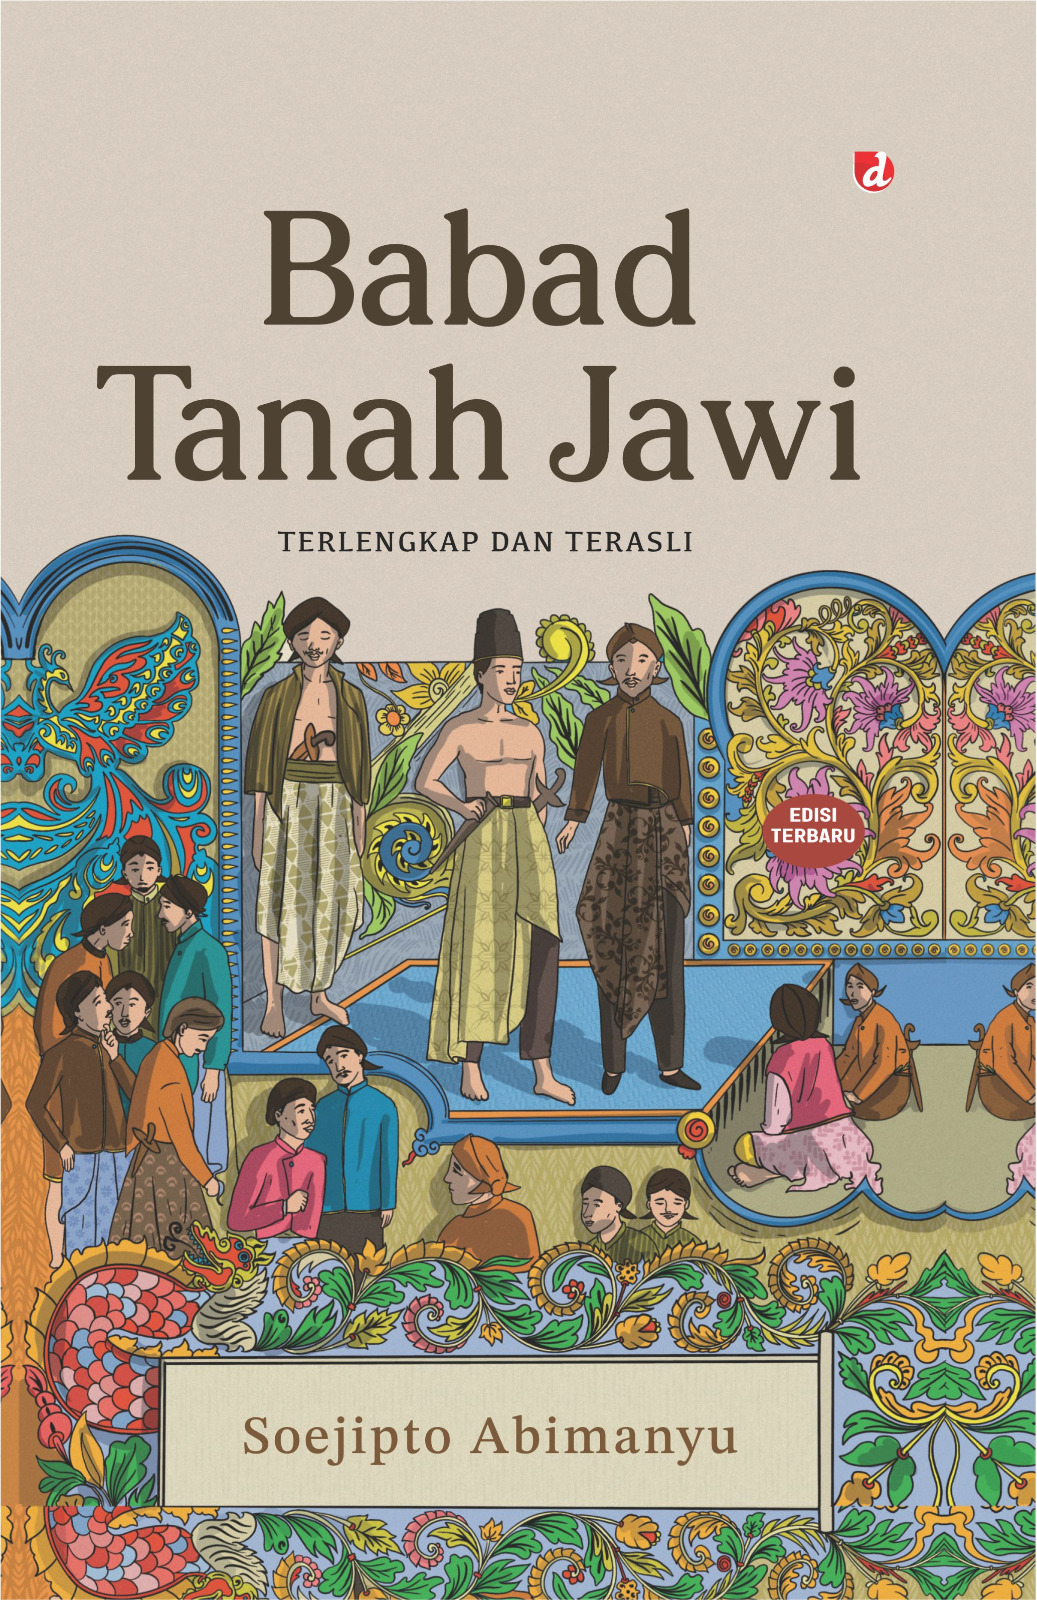 d
Babad
Tanah Jawi
TERLENGKAP DAN TERASLI
EDISI
TERBARU
Soejipto Abimanyu